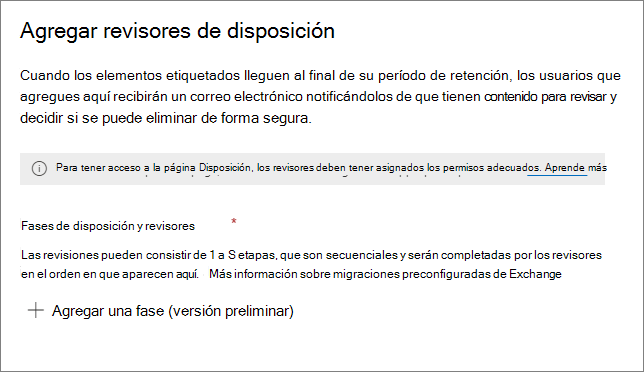 Agregar revisores de disposición
Cuando los elementos etiquetados lleguen al final de su período de retención, los usuarios que
agregues aquí recibirán un correo electrónico notificándolos de que tienen contenido para revisar y
decidir si se puede eliminar de forma segura.
Para tener acceso a la página Disposición, los revisores deben tener asignados los permisos adecuados. Aprende más
Fases de disposición y revisores *
Las revisiones pueden consistir de 1 a S etapas, que son secuenciales y serán completadas por los revisores
en el orden en que aparecen aquí. Más información sobre migraciones preconfiguradas de Exchange
Agregar una fase (versión preliminar)